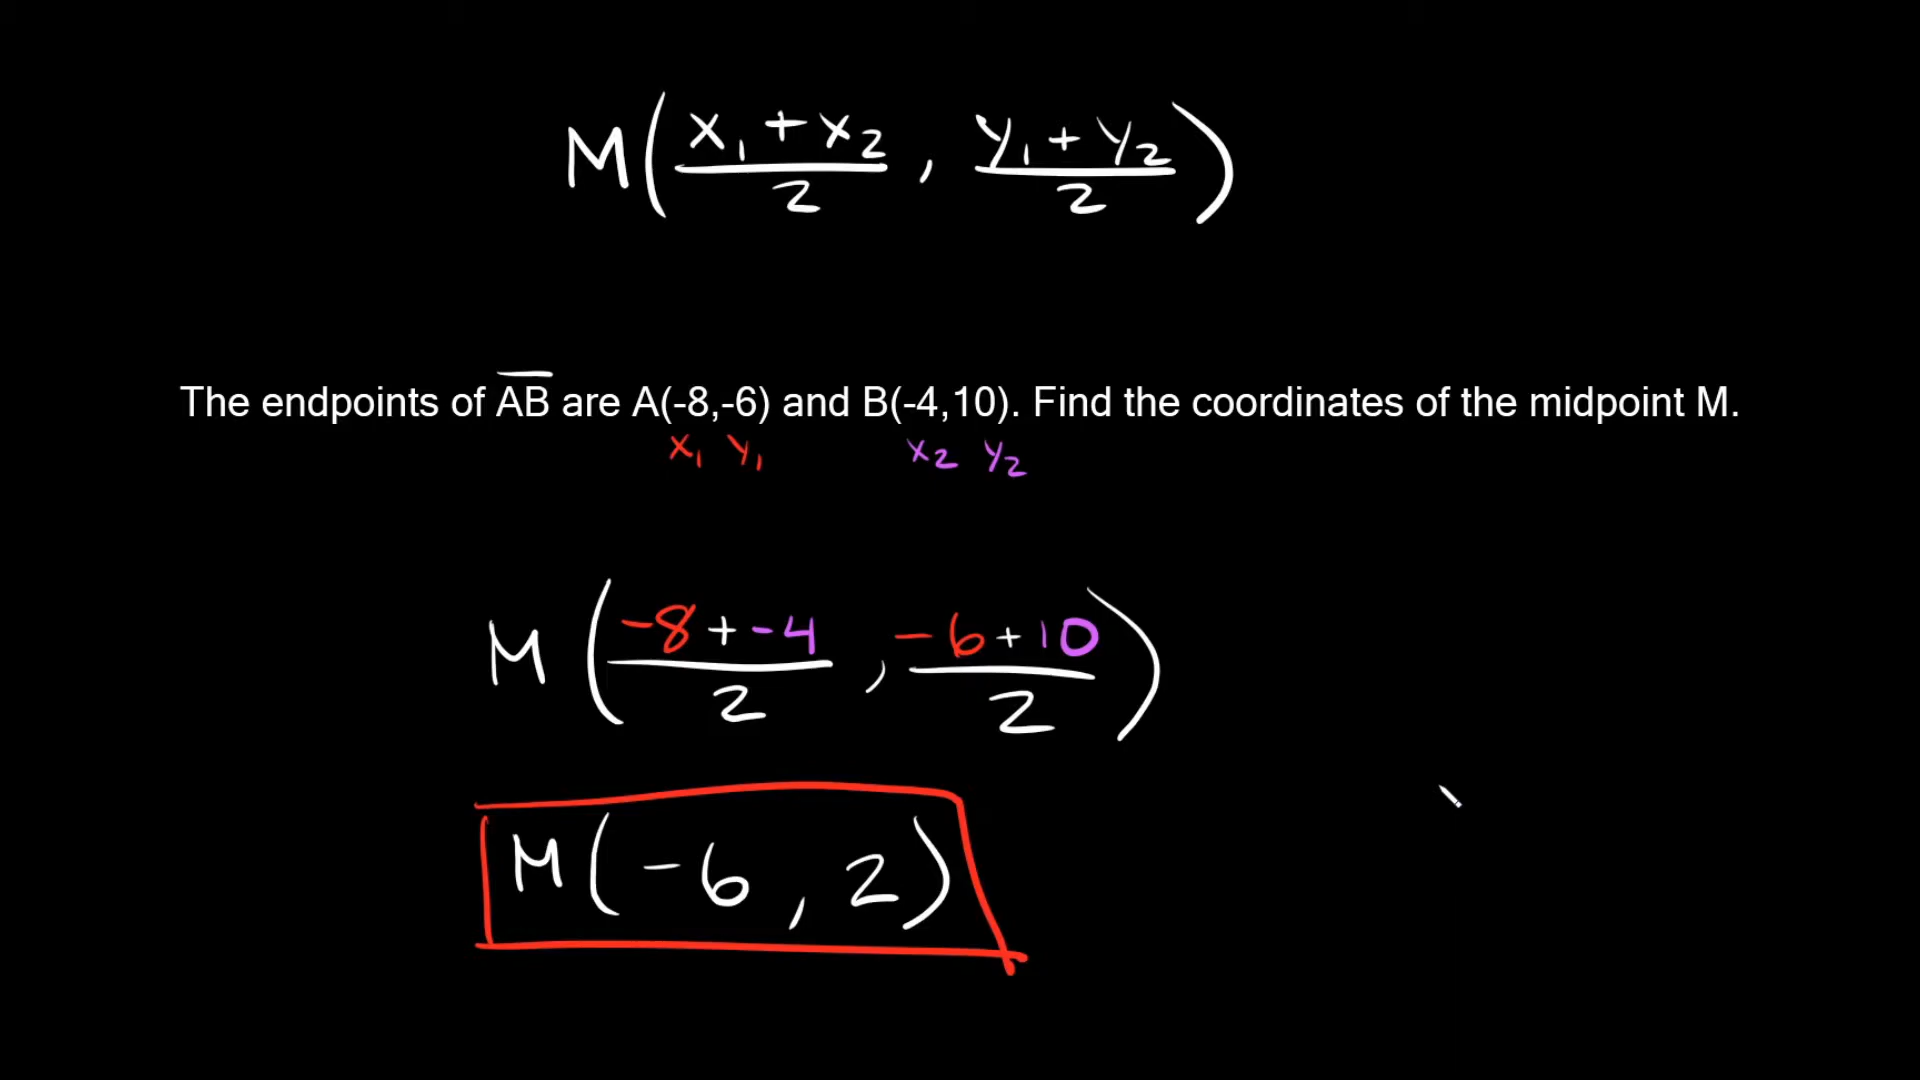 M(x₁ + x₂ / 2 , y₁ + y₂ / 2)
The endpoints of A̅B̅ are A(-8,-6) and B(-4,10). Find the coordinates of the midpoint M.
x₁ y₁ x₂ y₂
M(-8 + -4 / 2 , -6 + 10 / 2)
M(-6 , 2)